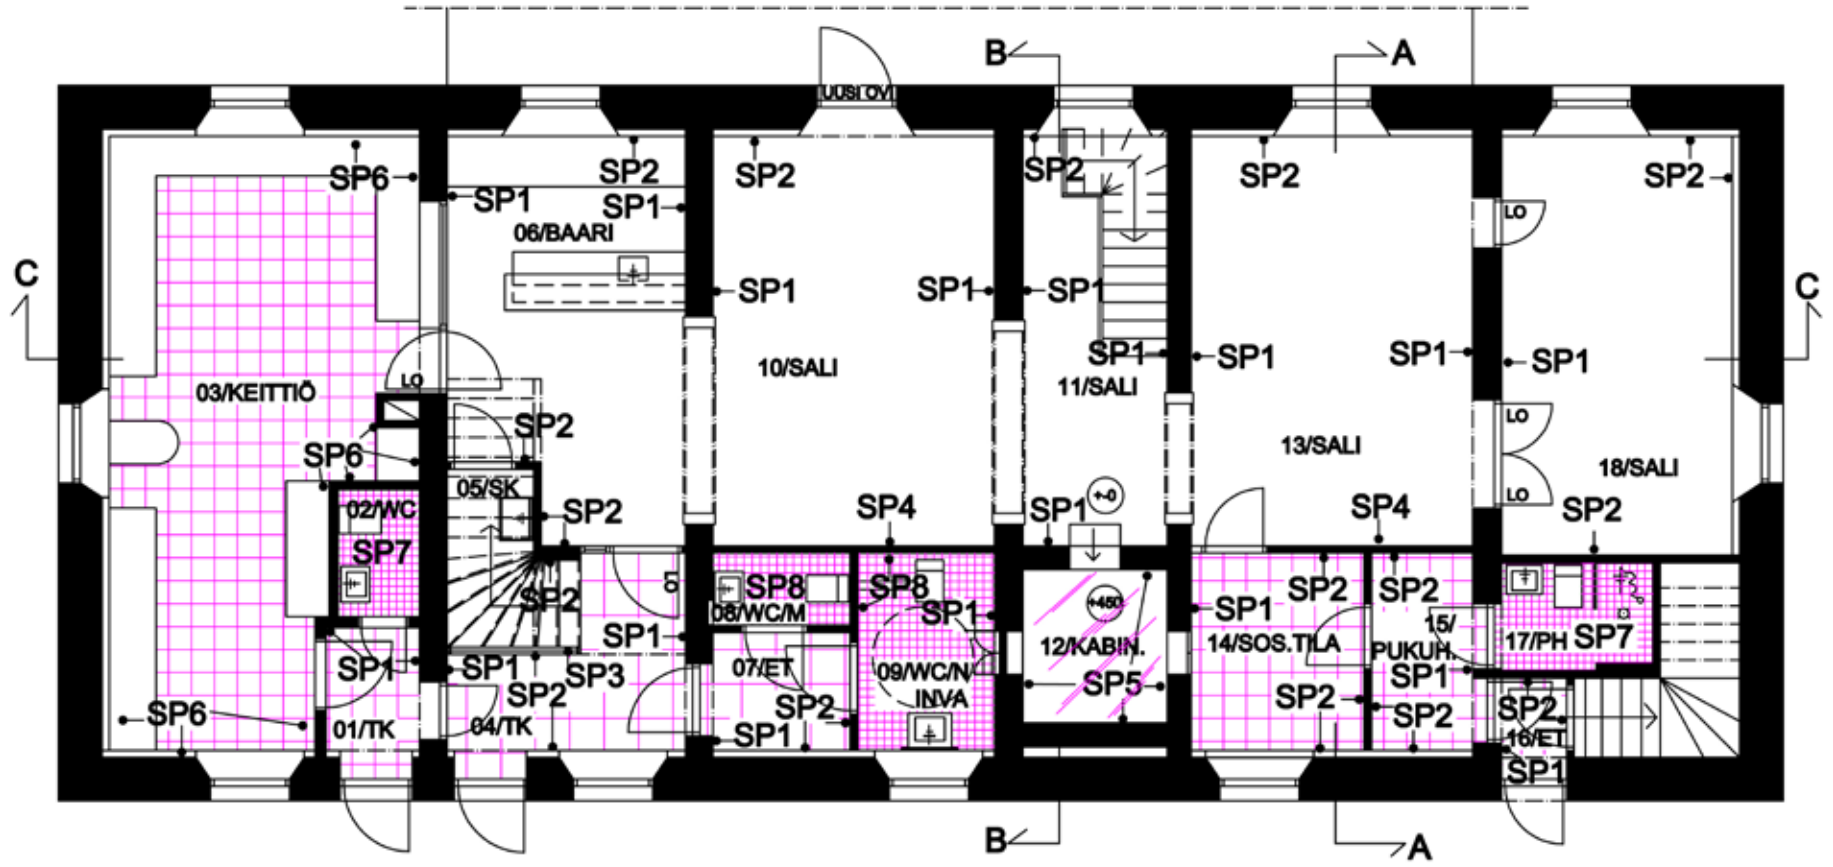 B
A
UUSI OVI
SP6
SP2
SP2
SP2
SP2
SP2
SP1
SP1
LO
06/BAARI
C
C
SP1
SP1
SP1
SP1
SP1
SP1
SP1
10/SALI
11/SALI
LO
03/KEITTIÖ
LO
SP2
13/SALI
SP6
18/SALI
05/SK
LO
+-0
02/WC
SP2
SP4
SP1
SP4
SP2
SP7
SP8
SP8
SP2
SP2
LO
SP2
08/WC/M
SP1
+450
SP1
SP1
15/
17/PH
SP7
12/KABIN.
14/SOS.TILA
PUKUH.
SP1
SP1
SP3
07/ET
09/WC/N
INVA
SP1
SP5
SP2
SP2
SP2
SP2
SP2
SP6
01/TK
04/TK
SP1
16/ET
SP1
B
A